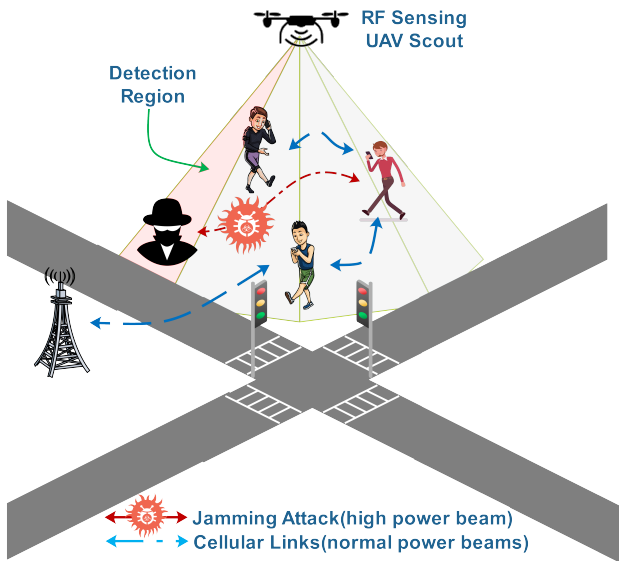 RF Sensing
UAV Scout
Detection
Region
Jamming Attack(high power beam)
Cellular Links(normal power beams)